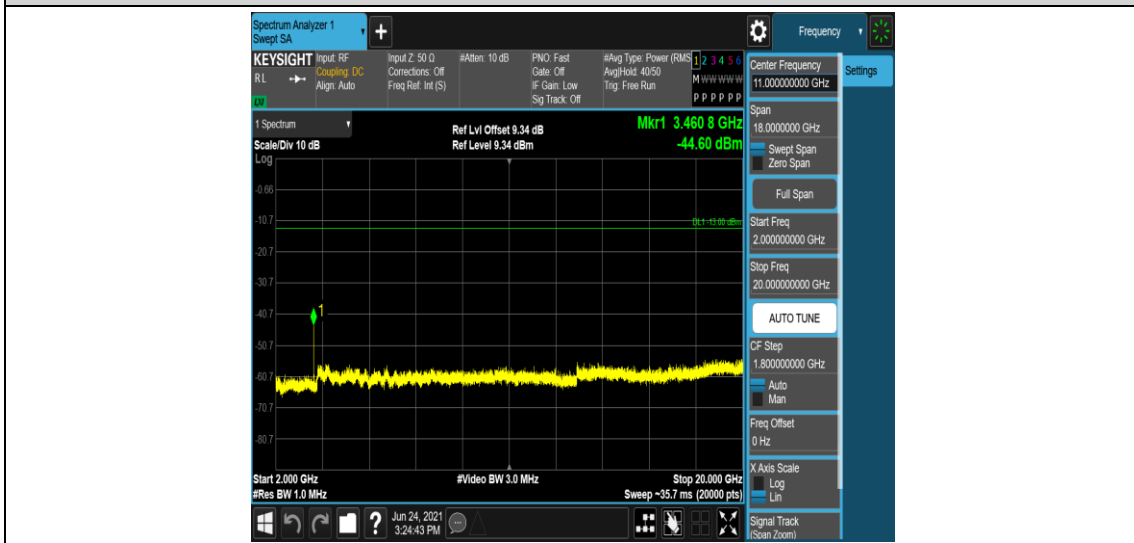 Spectrum Analyzer 1
Swept SA
+
Frequency
KEYSIGHT Input: RF Input Z: 50 Ω #Atten: 10 dB PNO: Fast #Avg Type: Power (RMS 1 2 3 4 5 6
RL Coupling: DC Corrections: Off Gate: Off Avg|Hold: 40/50 M W W W W W
Align: Auto Freq Ref: Int (S) IF Gain: Low Trig: Free Run
Sig Track: Off P P P P P P
1 Spectrum
Ref Lvl Offset 9.34 dB
Mkr1 3.460 8 GHz
Scale/Div 10 dB
Ref Level 9.34 dBm
-44.60 dBm
Log
-0.66
-10.7
DL1 -13.00 dBm
-20.7
-30.7
-40.7
1
-50.7
-60.7
-70.7
-80.7
Start 2.000 GHz
#Video BW 3.0 MHz
Stop 20.000 GHz
#Res BW 1.0 MHz
Sweep ~35.7 ms (20000 pts)
Center Frequency
11.000000000 GHz
Settings
Span
18.0000000 GHz
Swept Span
Zero Span
Full Span
Start Freq
2.000000000 GHz
Stop Freq
20.000000000 GHz
AUTO TUNE
CF Step
1.800000000 GHz
Auto
Man
Freq Offset
0 Hz
X Axis Scale
Log
Lin
Signal Track
(Span Zoom)
?
Jun 24, 2021
3:24:43 PM